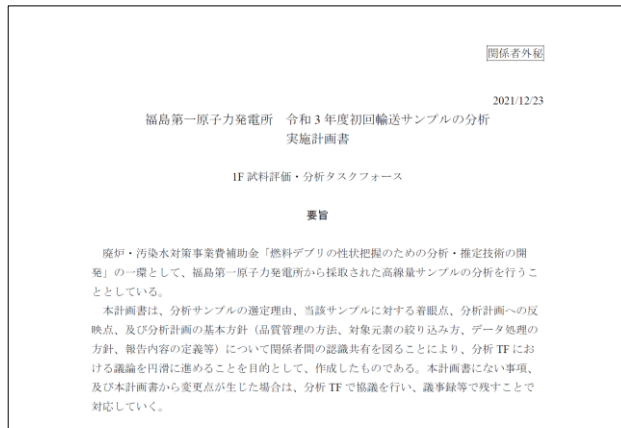 関係者外秘
2021/12/23
福島第一原子力発電所　令和3年度初回輸送サンプルの分析
実施計画書
1F 試料評価・分析タスクフォース
要旨
廃炉・汚染水対策事業費補助金「燃料デブリの性状把握のための分析・推定技術の開
発」の一環として、福島第一原子力発電所から採取された高線量サンプルの分析を行うこ
ととしている。
本計画書は、分析サンプルの選定理由、当該サンプルに対する着眼点、分析計画への反
映点、及び分析計画の基本方針（品質管理の方法、対象元素の絞り込み方、データ処理の
方針、報告内容の定義等）について関係者間の認識共有を図ることにより、分析 TF にお
ける議論を円滑に進めることを目的として、作成したものである。本計画書にない事項、
及び本計画書から変更点が生じた場合は、分析 TF で協議を行い、議事録等で残すことで
対応していく。